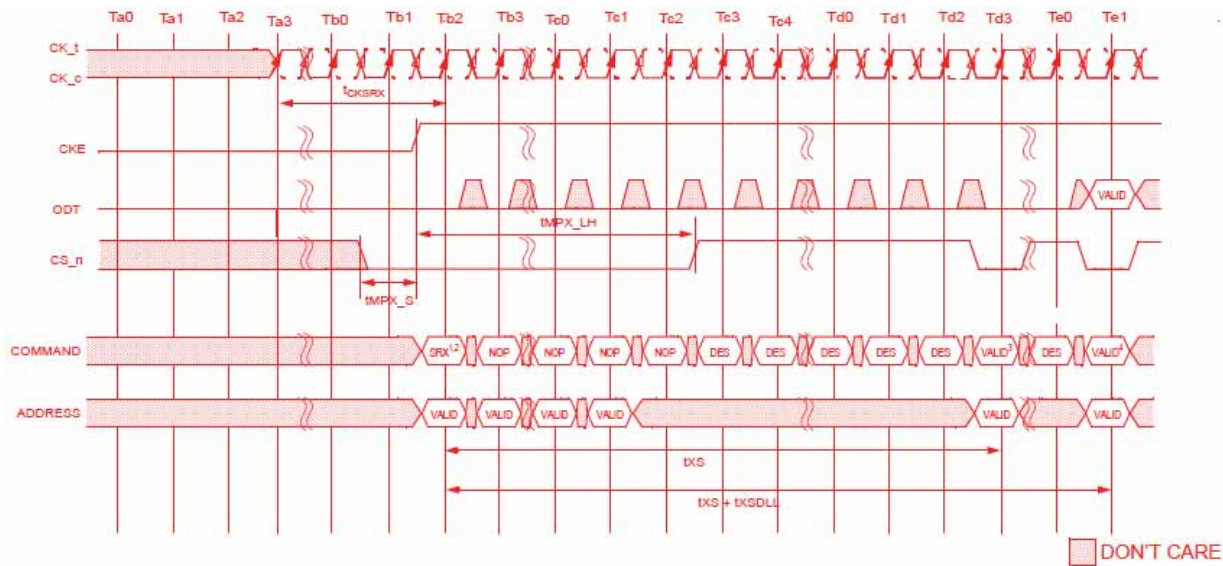 Ta0 Ta1 Ta2 Ta3 Tb0 Tb1 Tb2 Tb3 Tc0 Tc1 Tc2 Tc3 Tc4 Td0 Td1 Td2 Td3 Te0 Te1
CK_t
CK_c
tCKSRX
CKE
ODT
VALID
tMPX_LH
CS_n
tMPX_S
COMMAND SRX1,2 NOP NOP NOP NOP DES DES DES DES DES VALID3 DES VALID4
ADDRESS VALID VALID VALID VALID VALID VALID
tXS
tXS + tXSDLL
DON'T CARE